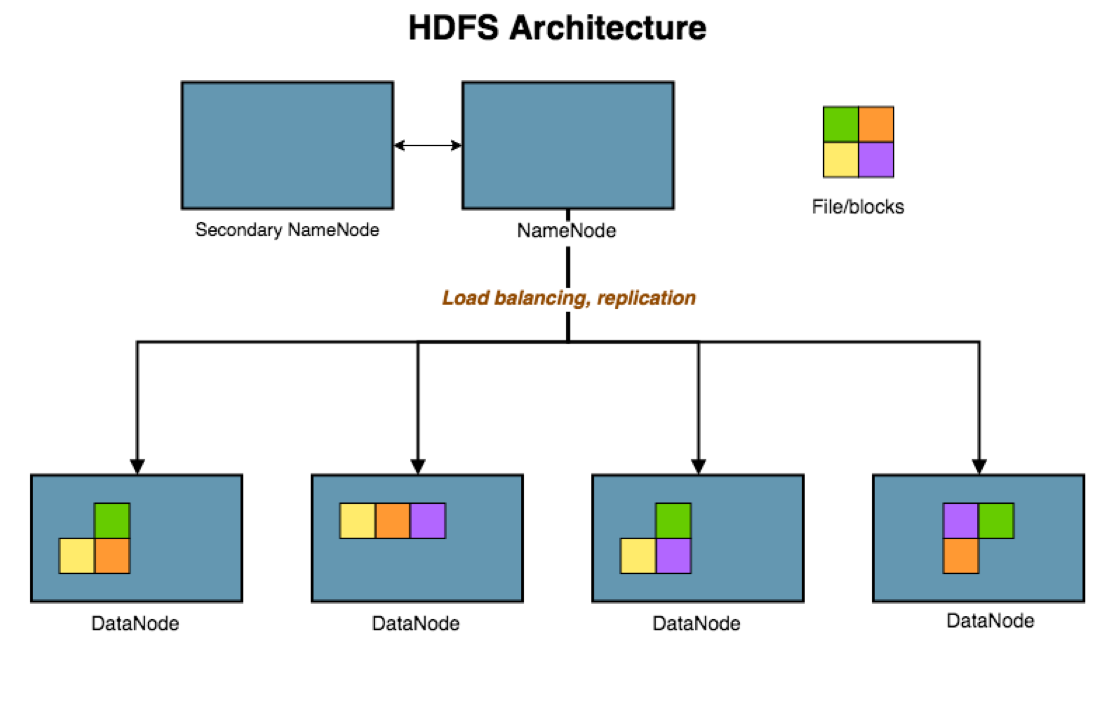 HDFS Architecture
File/blocks
Secondary NameNode
NameNode
Load balancing, replication
DataNode
DataNode
DataNode
DataNode